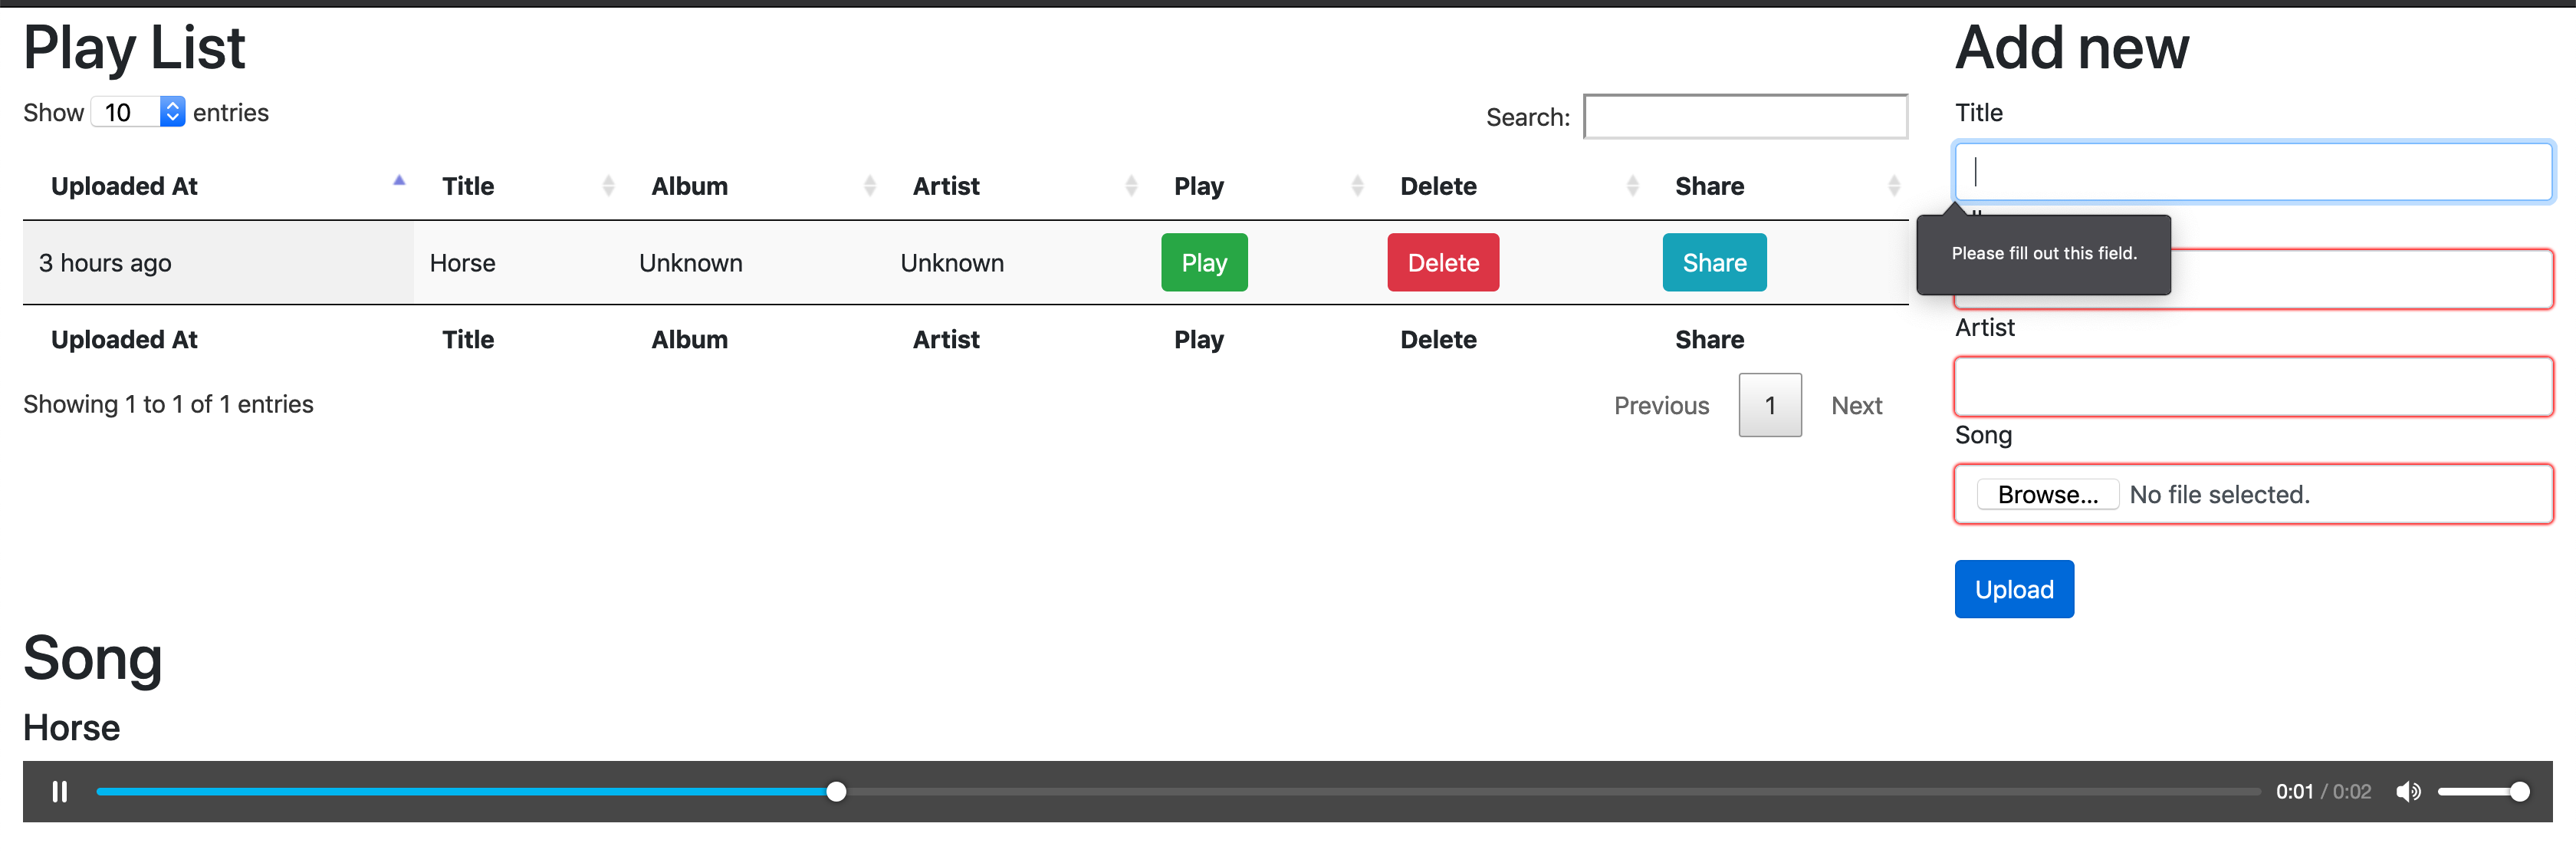 Play List
Show 10 entries
Search:
Uploaded At Title Album Artist Play Delete Share
3 hours ago Horse Unknown Unknown Play Delete Share
Uploaded At Title Album Artist Play Delete Share
Showing 1 to 1 of 1 entries
Previous 1 Next
Add new
Title
Please fill out this field.
Artist
Song
Browse... No file selected.
Upload
Song
Horse
0:01 / 0:02